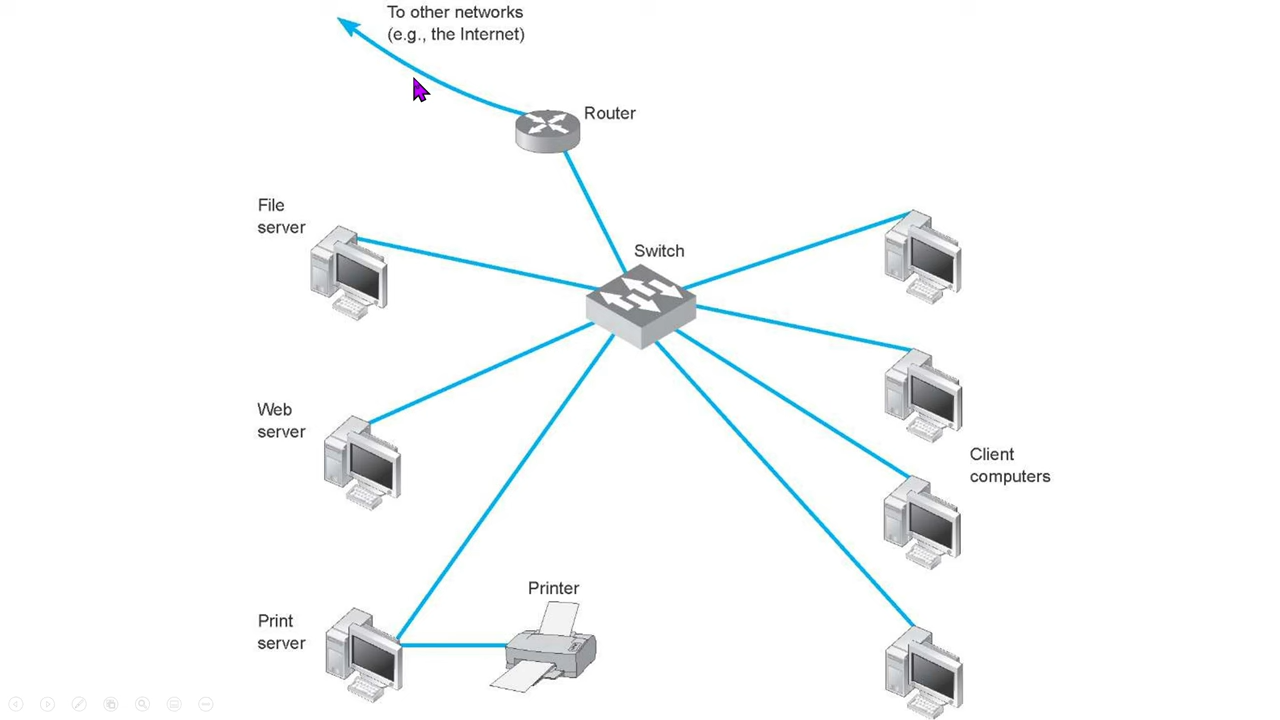 To other networks
(e.g., the Internet)
Router
File
server
Switch
Web
server
Client
computers
Printer
Print
server